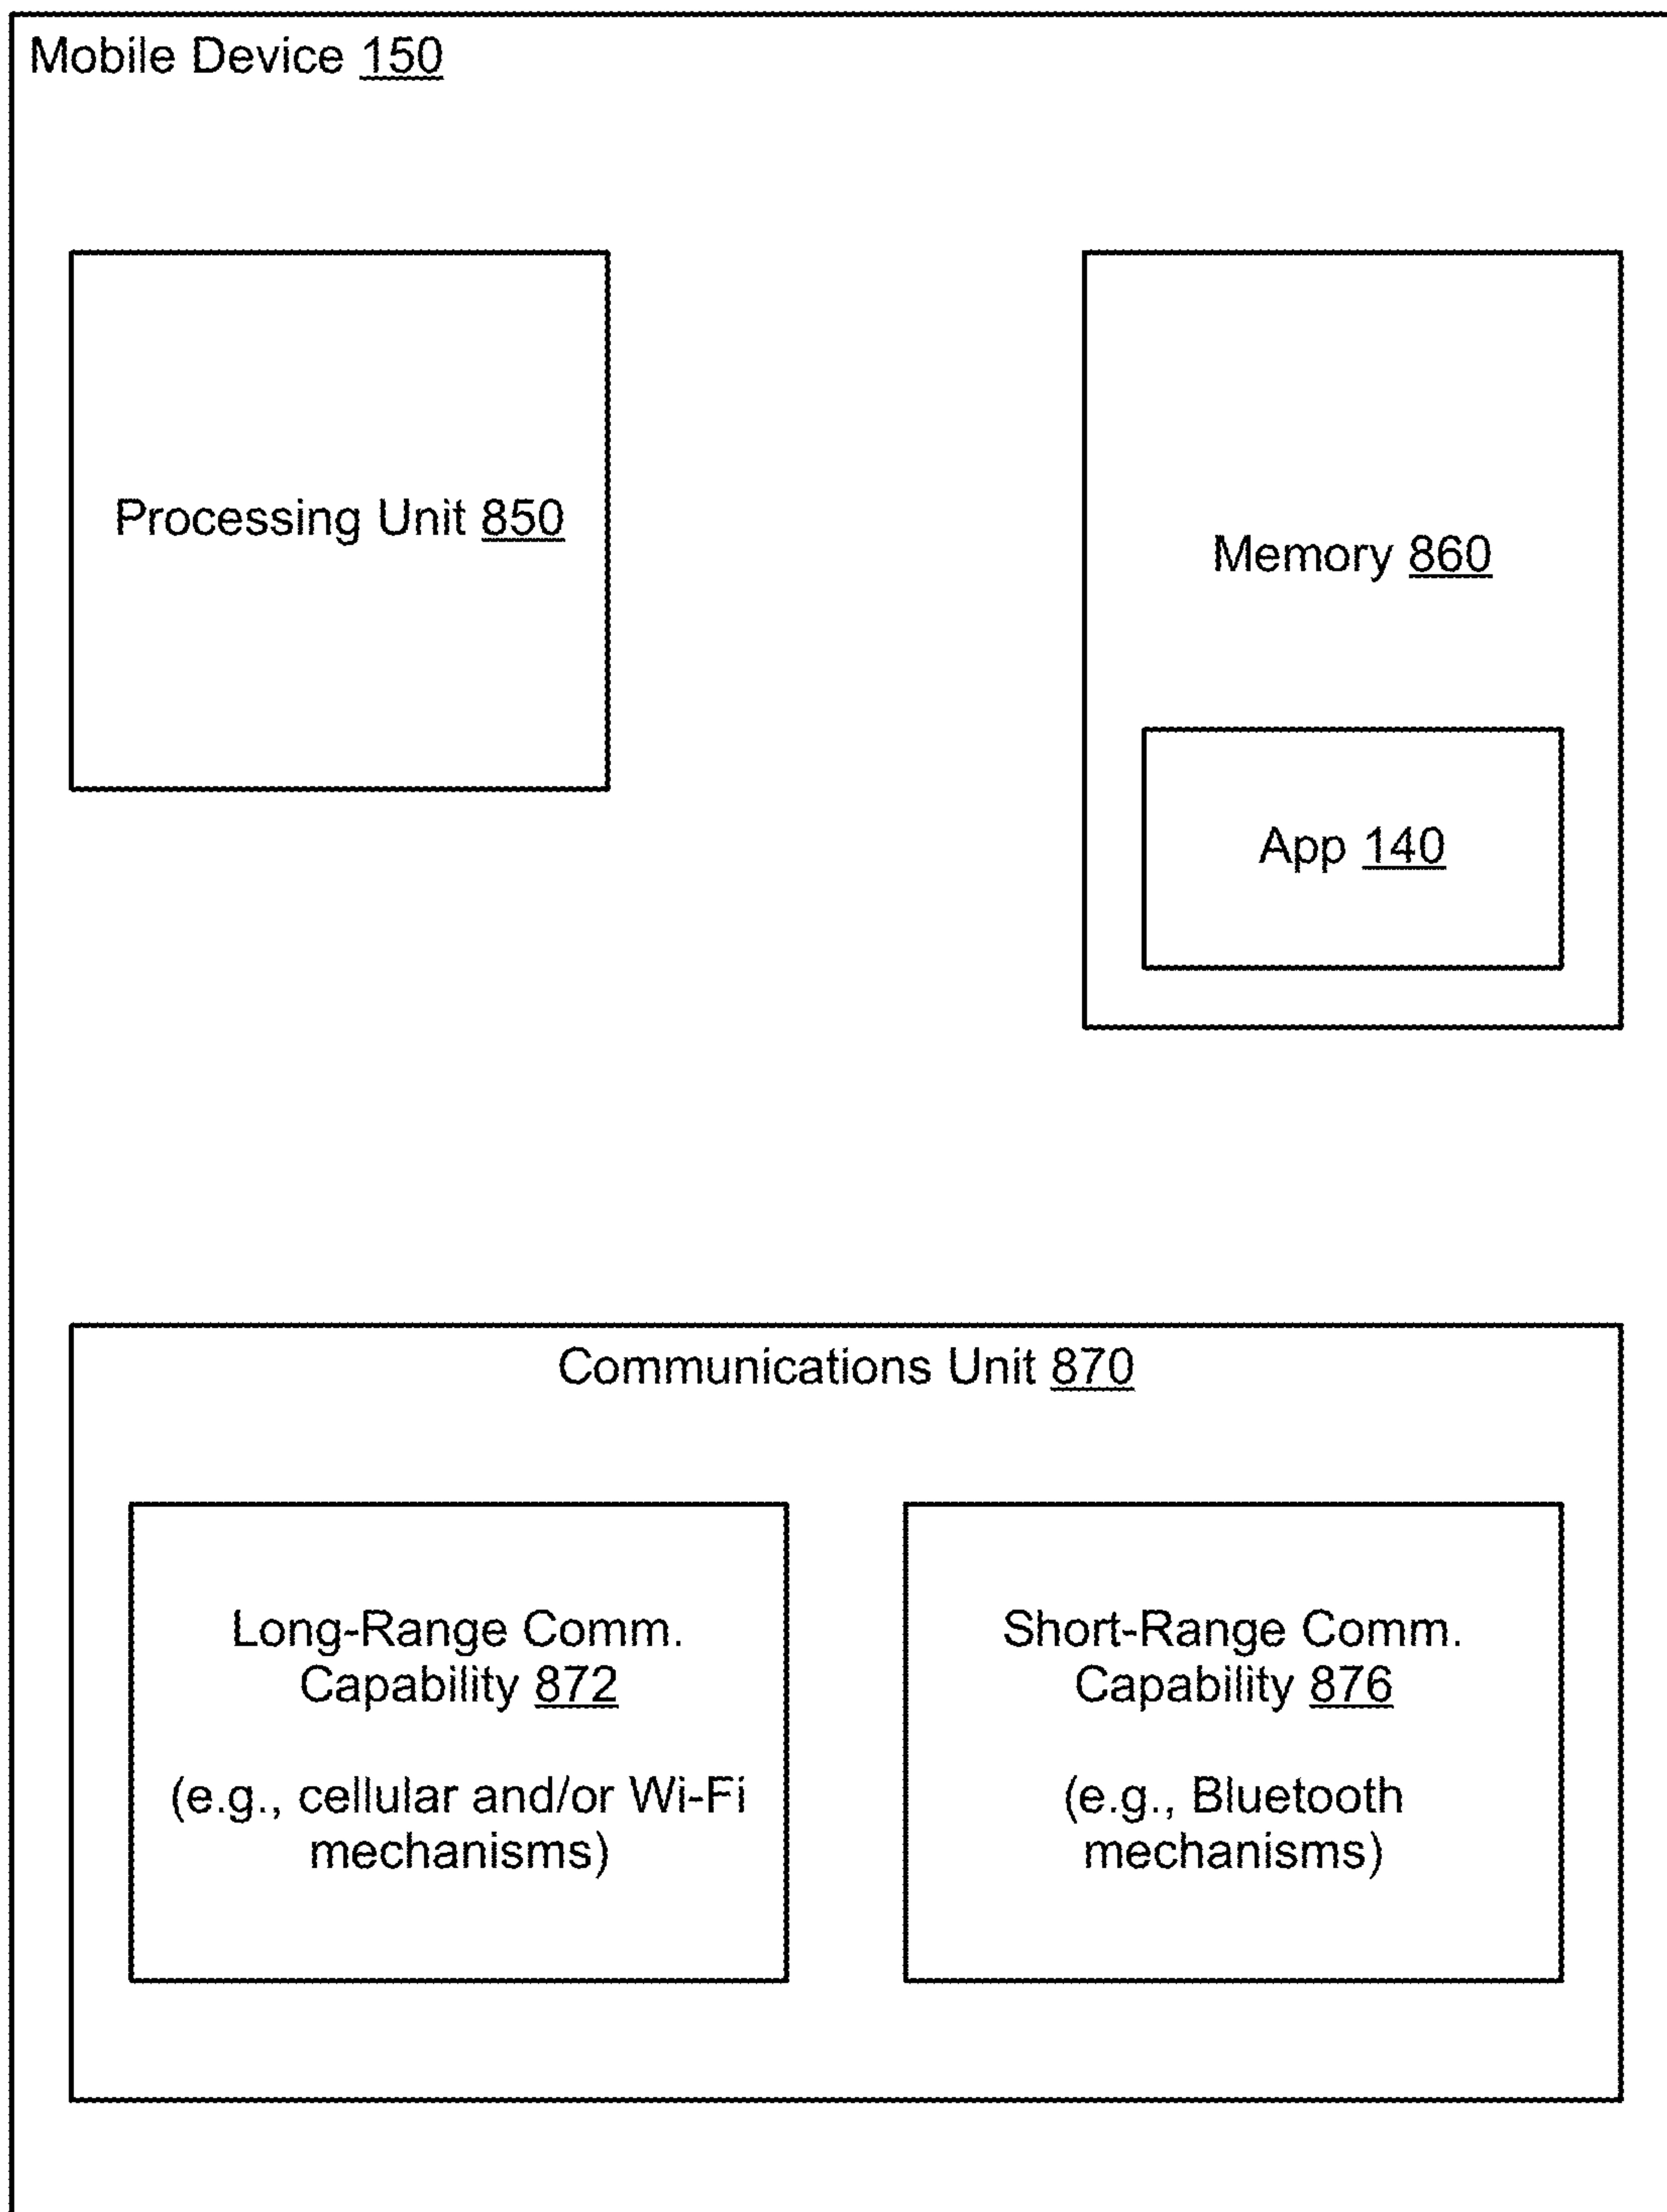 Mobile Device 150
Processing Unit 850
Memory 860
App 140
Communications Unit 870
Long-Range Comm.
Capability 872
(e.g., cellular and/or Wi-Fi
mechanisms)
Short-Range Comm.
Capability 876
(e.g., Bluetooth
mechanisms)